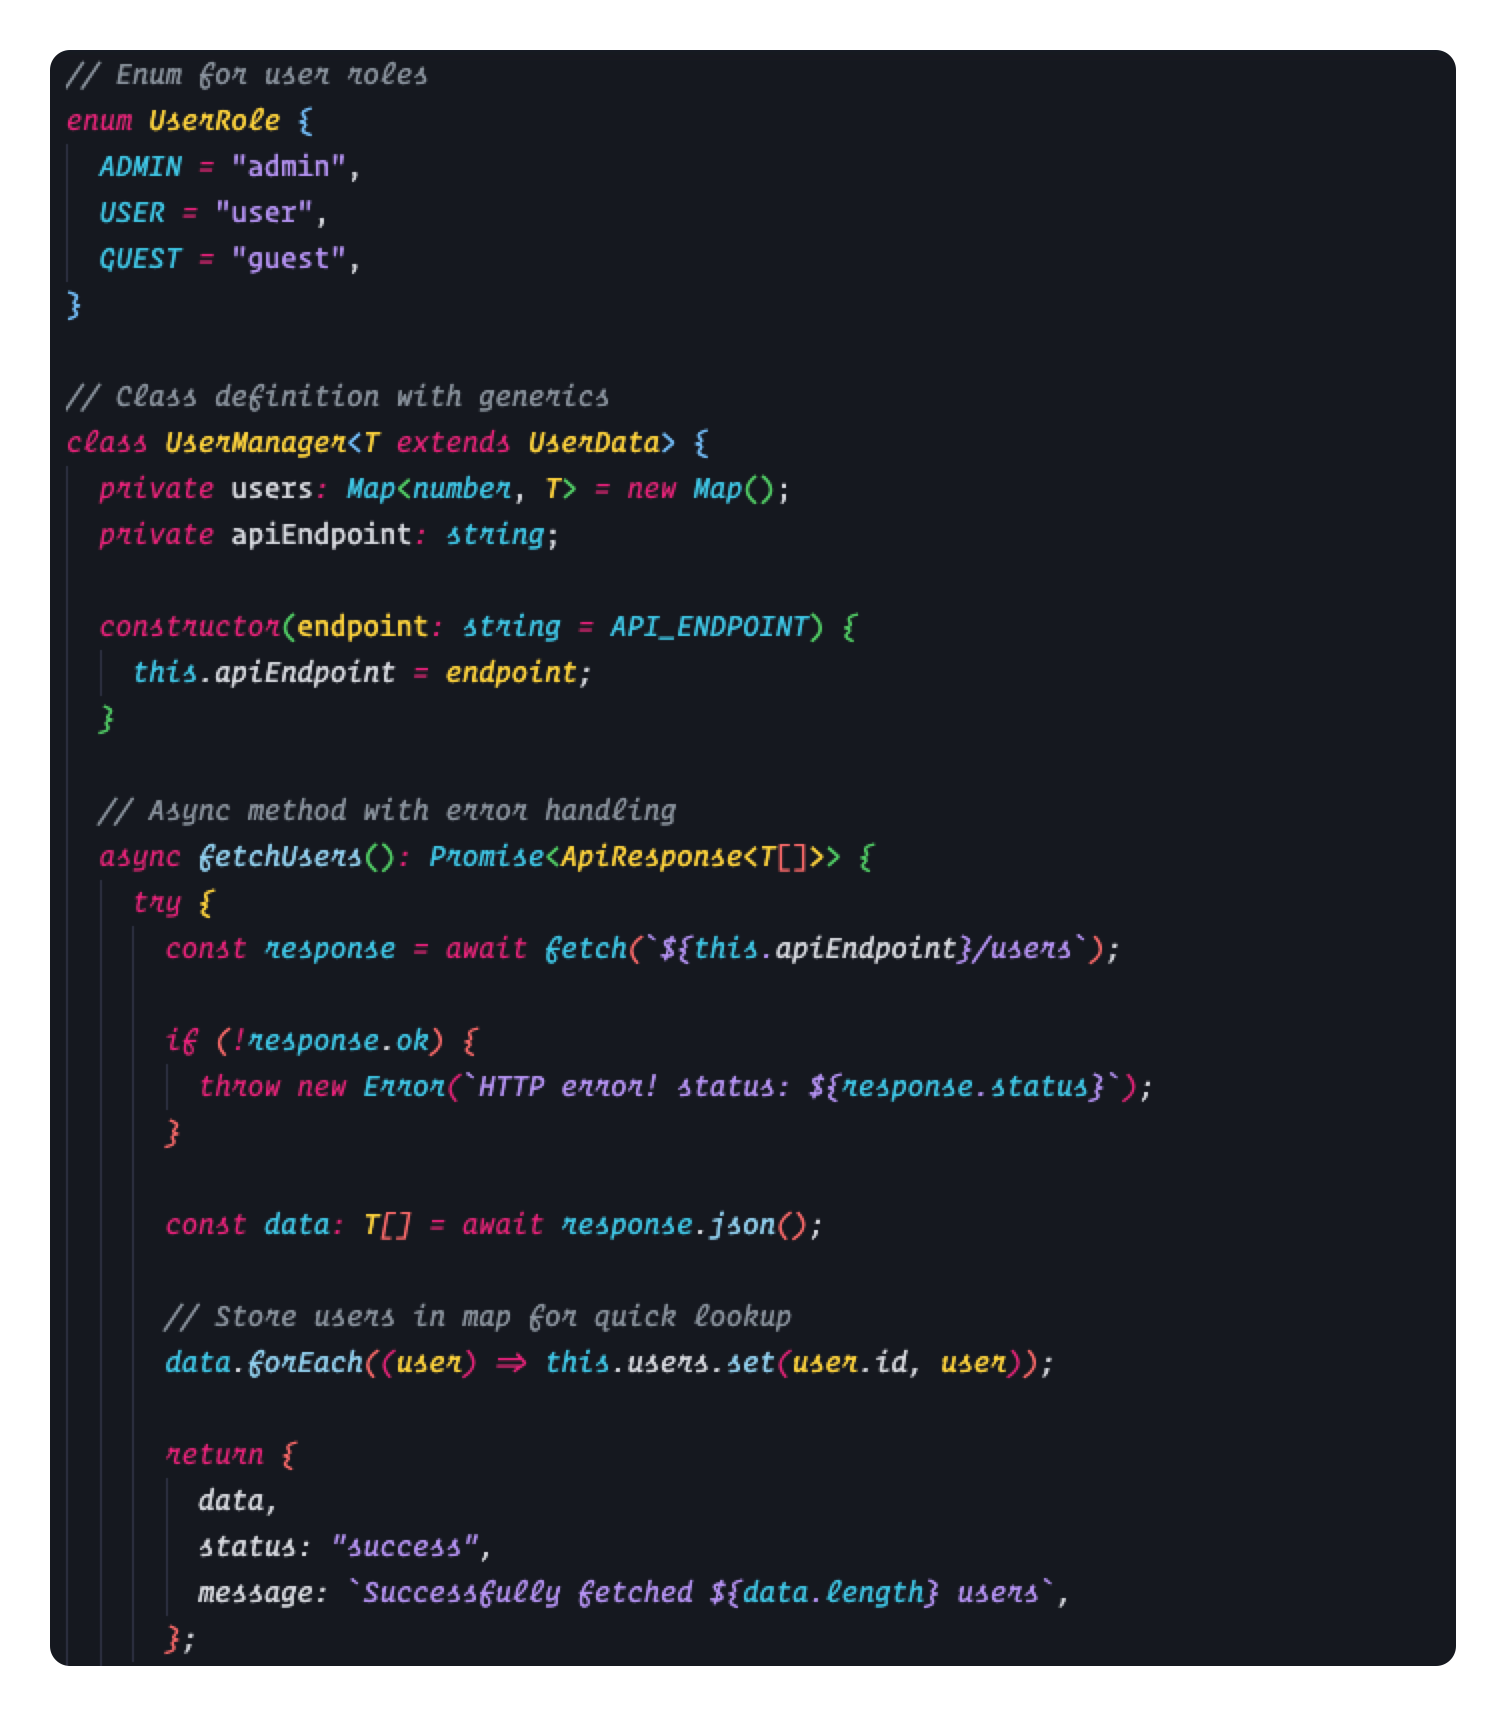 // Enum for user roles
enum UserRole {
  ADMIN = "admin",
  USER = "user",
  GUEST = "guest",
}

// Class definition with generics
class UserManager<T extends UserData> {
  private users: Map<number, T> = new Map();
  private apiEndpoint: string;

  constructor(endpoint: string = API_ENDPOINT) {
    this.apiEndpoint = endpoint;
  }

  // Async method with error handling
  async fetchUsers(): Promise<ApiResponse<T[]>> {
    try {
      const response = await fetch(`${this.apiEndpoint}/users`);

      if (!response.ok) {
        throw new Error(`HTTP error! status: ${response.status}`);
      }

      const data: T[] = await response.json();

      // Store users in map for quick lookup
      data.forEach((user) => this.users.set(user.id, user));

      return {
        data,
        status: "success",
        message: `Successfully fetched ${data.length} users`,
      };